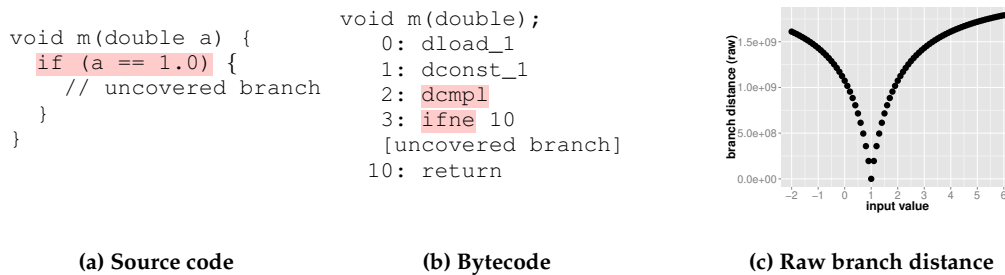 void m(double a) {
if (a == 1.0) {
// uncovered branch
}
}
(a) Source code
void m(double);
0: dload_1
1: dconst_1
2: dcmpl
3: ifne 10
[uncovered branch]
10: return
(b) Bytecode
branch distance (raw)
1.5e+09
1.0e+09
5.0e+08
0.0e+00
−2 −1 0 1 2 3 4 5 6
input value
(c) Raw branch distance